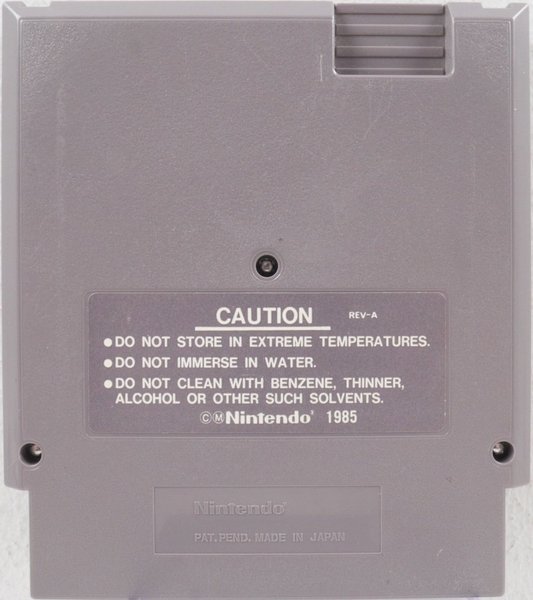 CAUTION REV-A
●DO NOT STORE IN EXTREME TEMPERATURES.
●DO NOT IMMERSE IN WATER.
●DO NOT CLEAN WITH BENZENE, THINNER,
ALCOHOL OR OTHER SUCH SOLVENTS.
©Ⓜ Nintendo® 1985
Nintendo®
PAT. PEND. MADE IN JAPAN